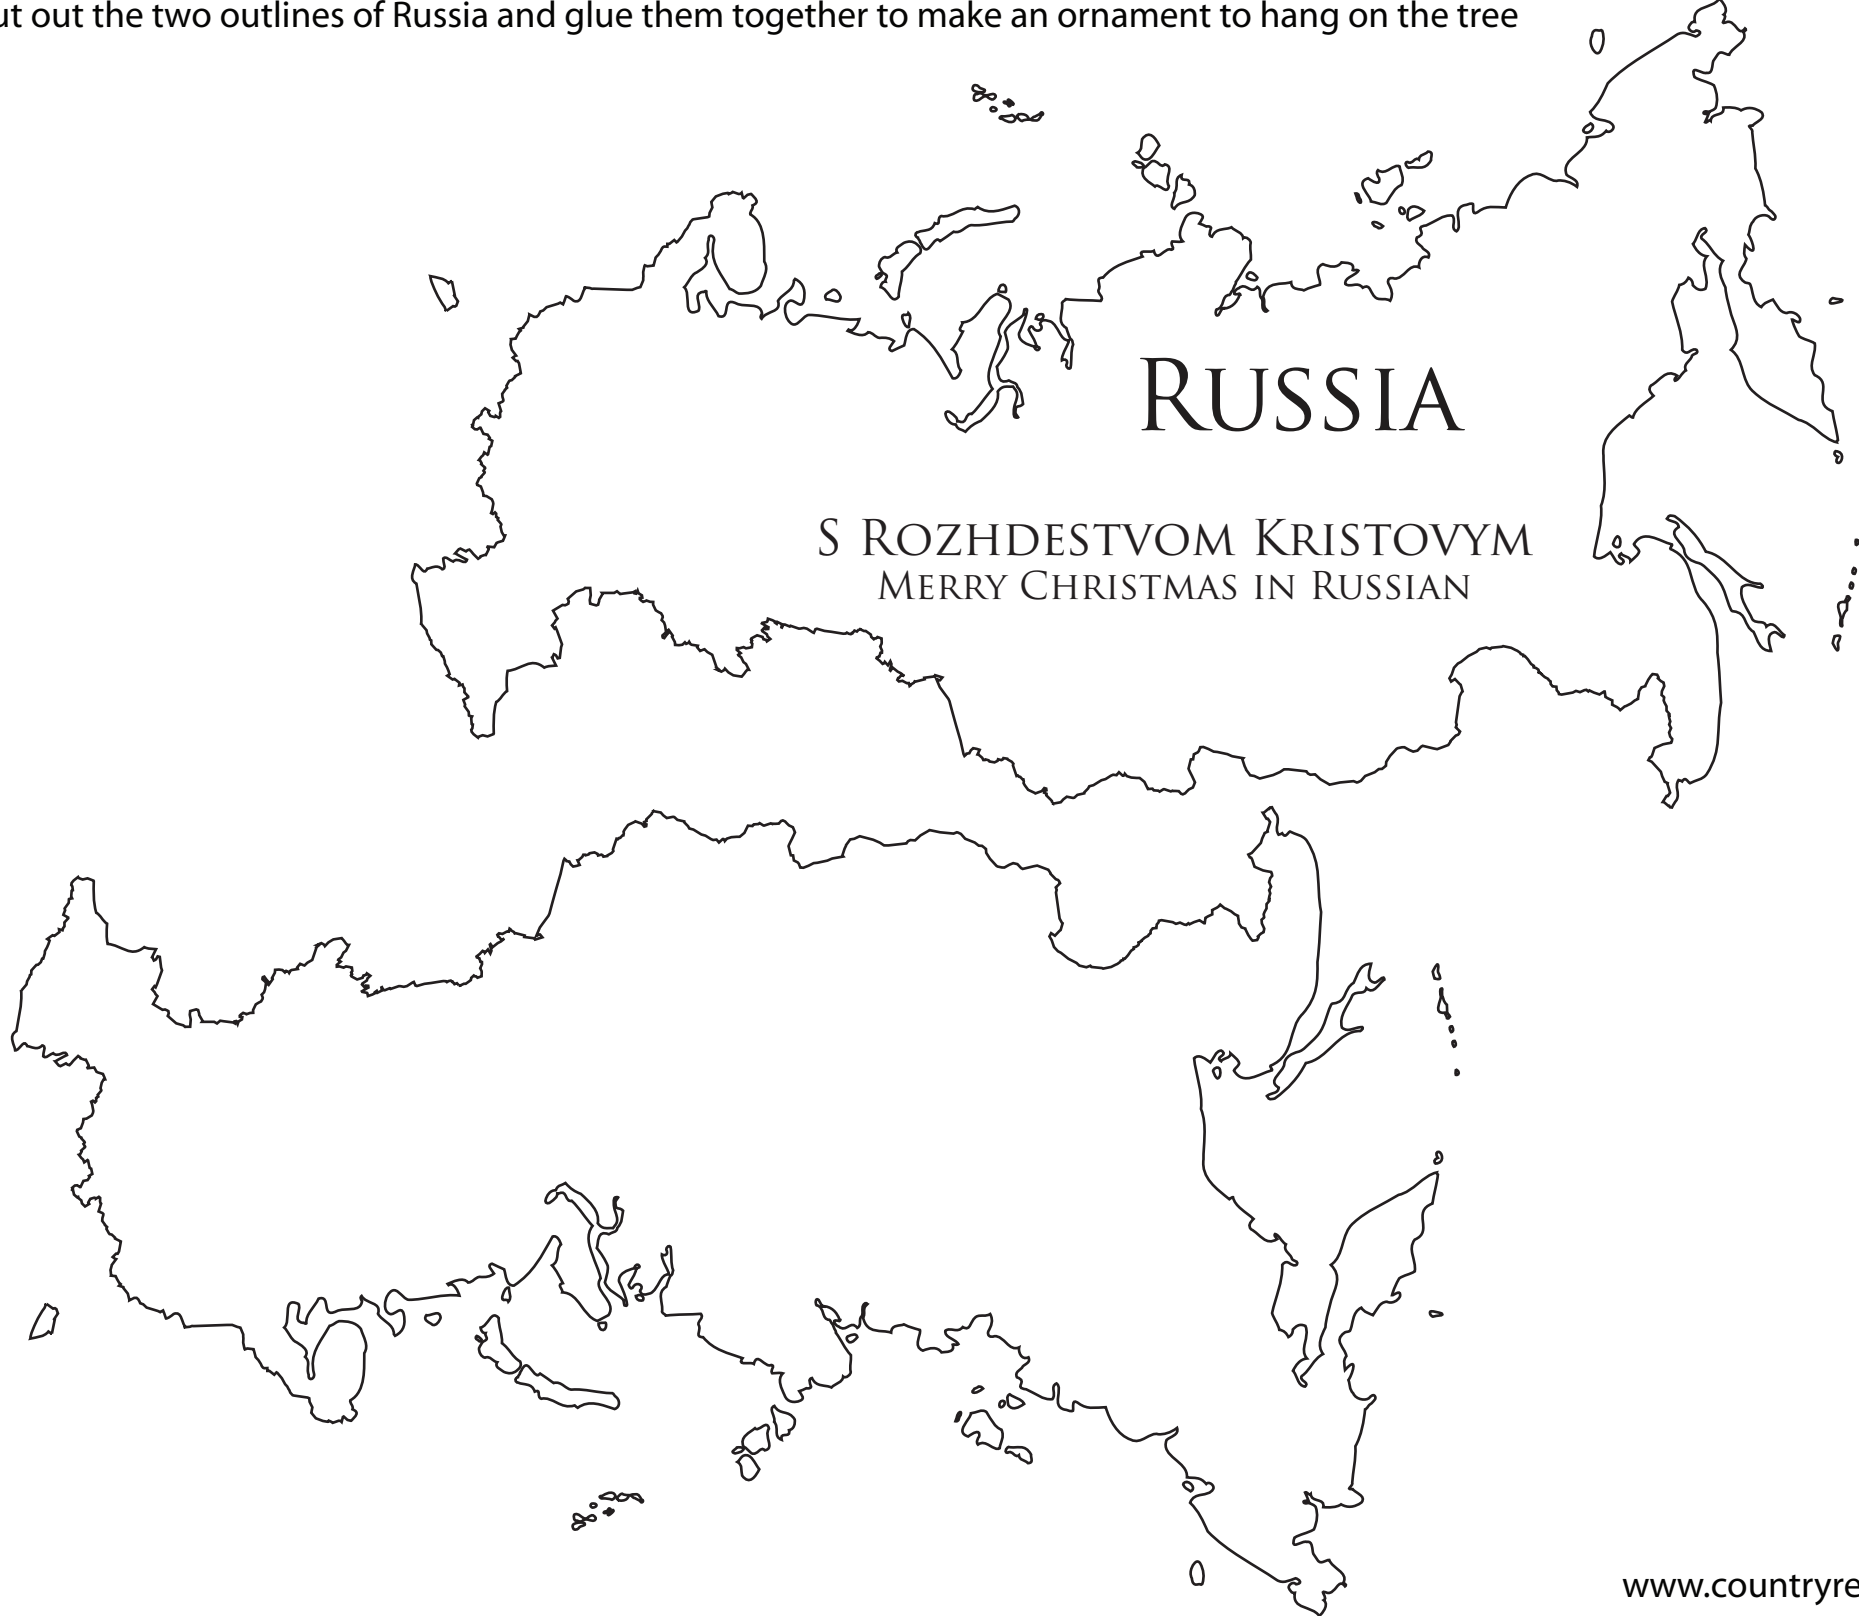 ut out the two outlines of Russia and glue them together to make an ornament to hang on the tree
RUSSIA
S ROZHDESTVOM KRISTOVYM
MERRY CHRISTMAS IN RUSSIAN
www.countryre